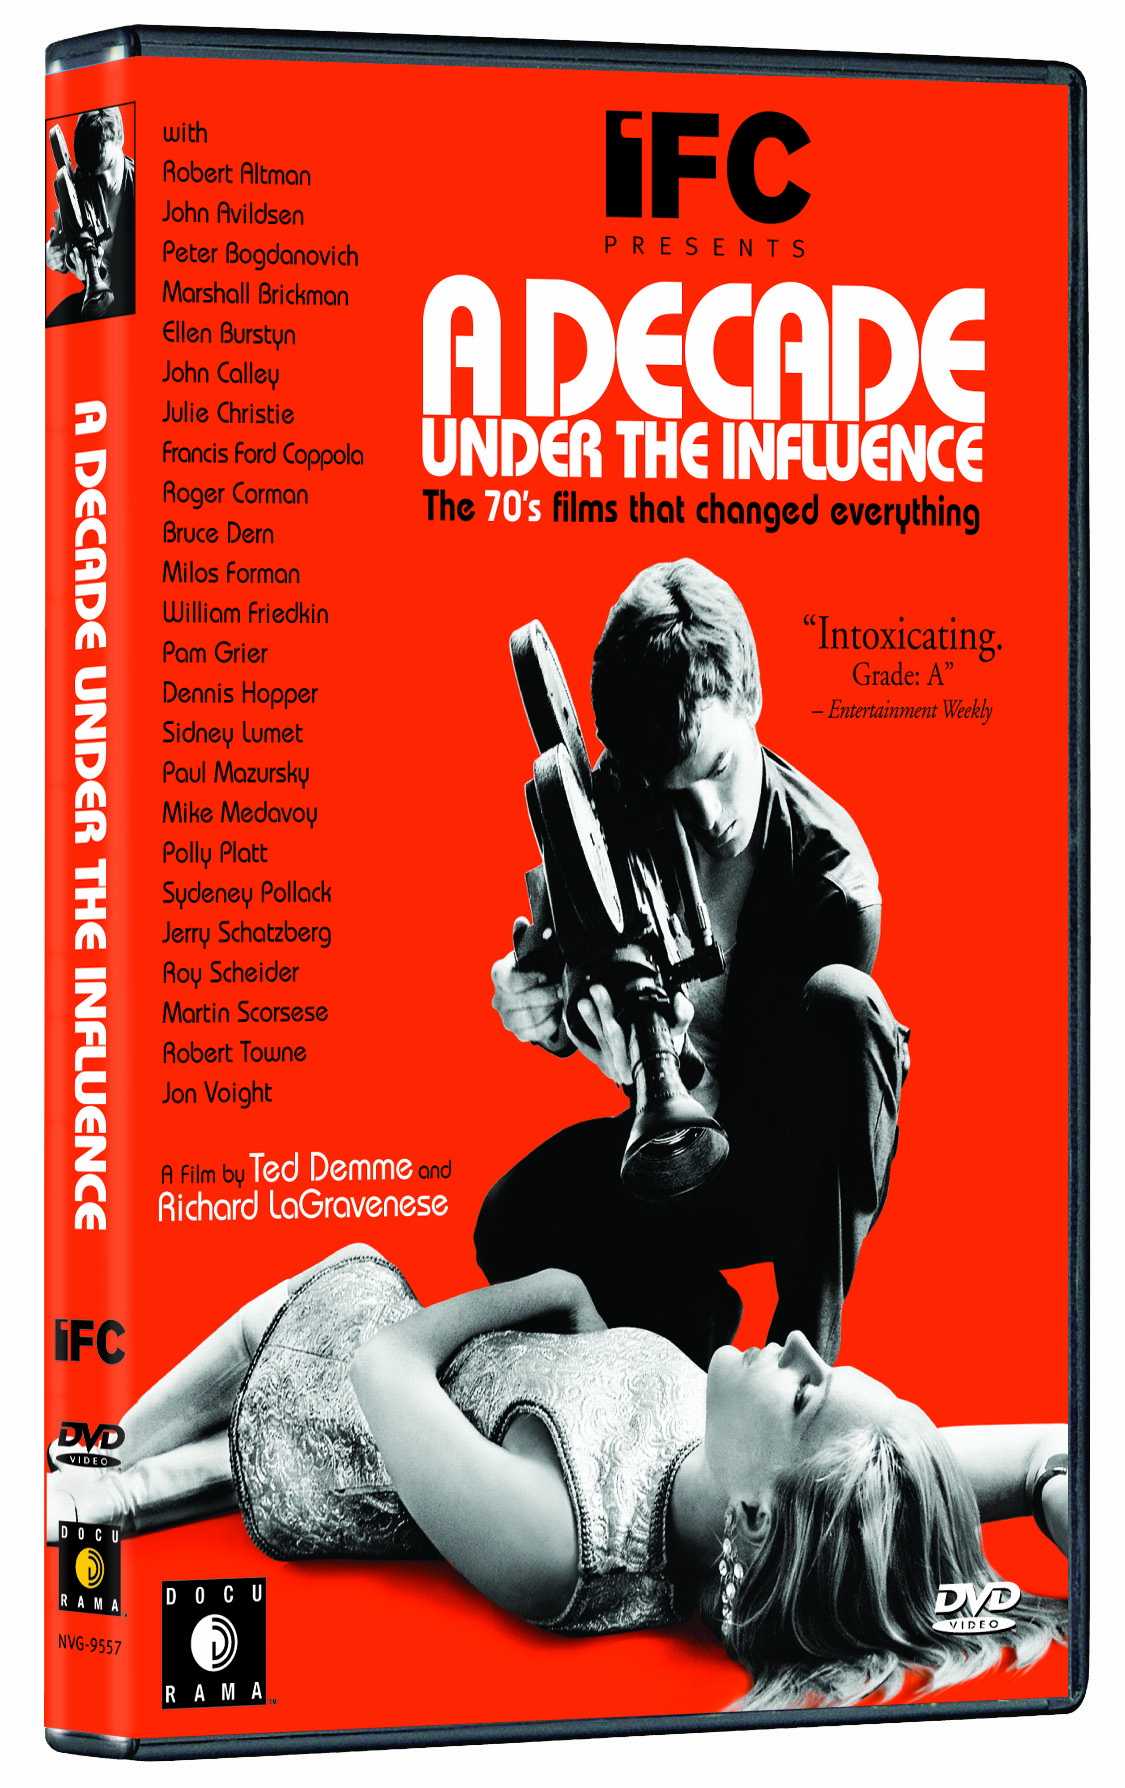 A DECADE UNDER THE INFLUENCE
iFC
DVD
VIDEO
DOCU
RAMA
NVG-9557
with
Robert Altman
John Avildsen
Peter Bogdanovich
Marshall Brickman
Ellen Burstyn
John Calley
Julie Christie
Francis Ford Coppola
Roger Corman
Bruce Dern
Milos Forman
William Friedkin
Pam Grier
Dennis Hopper
Sidney Lumet
Paul Mazursky
Mike Medavoy
Polly Platt
Sydeney Pollack
Jerry Schatzberg
Roy Scheider
Martin Scorsese
Robert Towne
Jon Voight
A Film by Ted Demme and
Richard LaGravenese
iFC
PRESENTS
A DECADE
UNDER THE INFLUENCE
The 70's films that changed everything
“Intoxicating.
Grade: A”
– Entertainment Weekly
DOCU
RAMA™
DVD
VIDEO